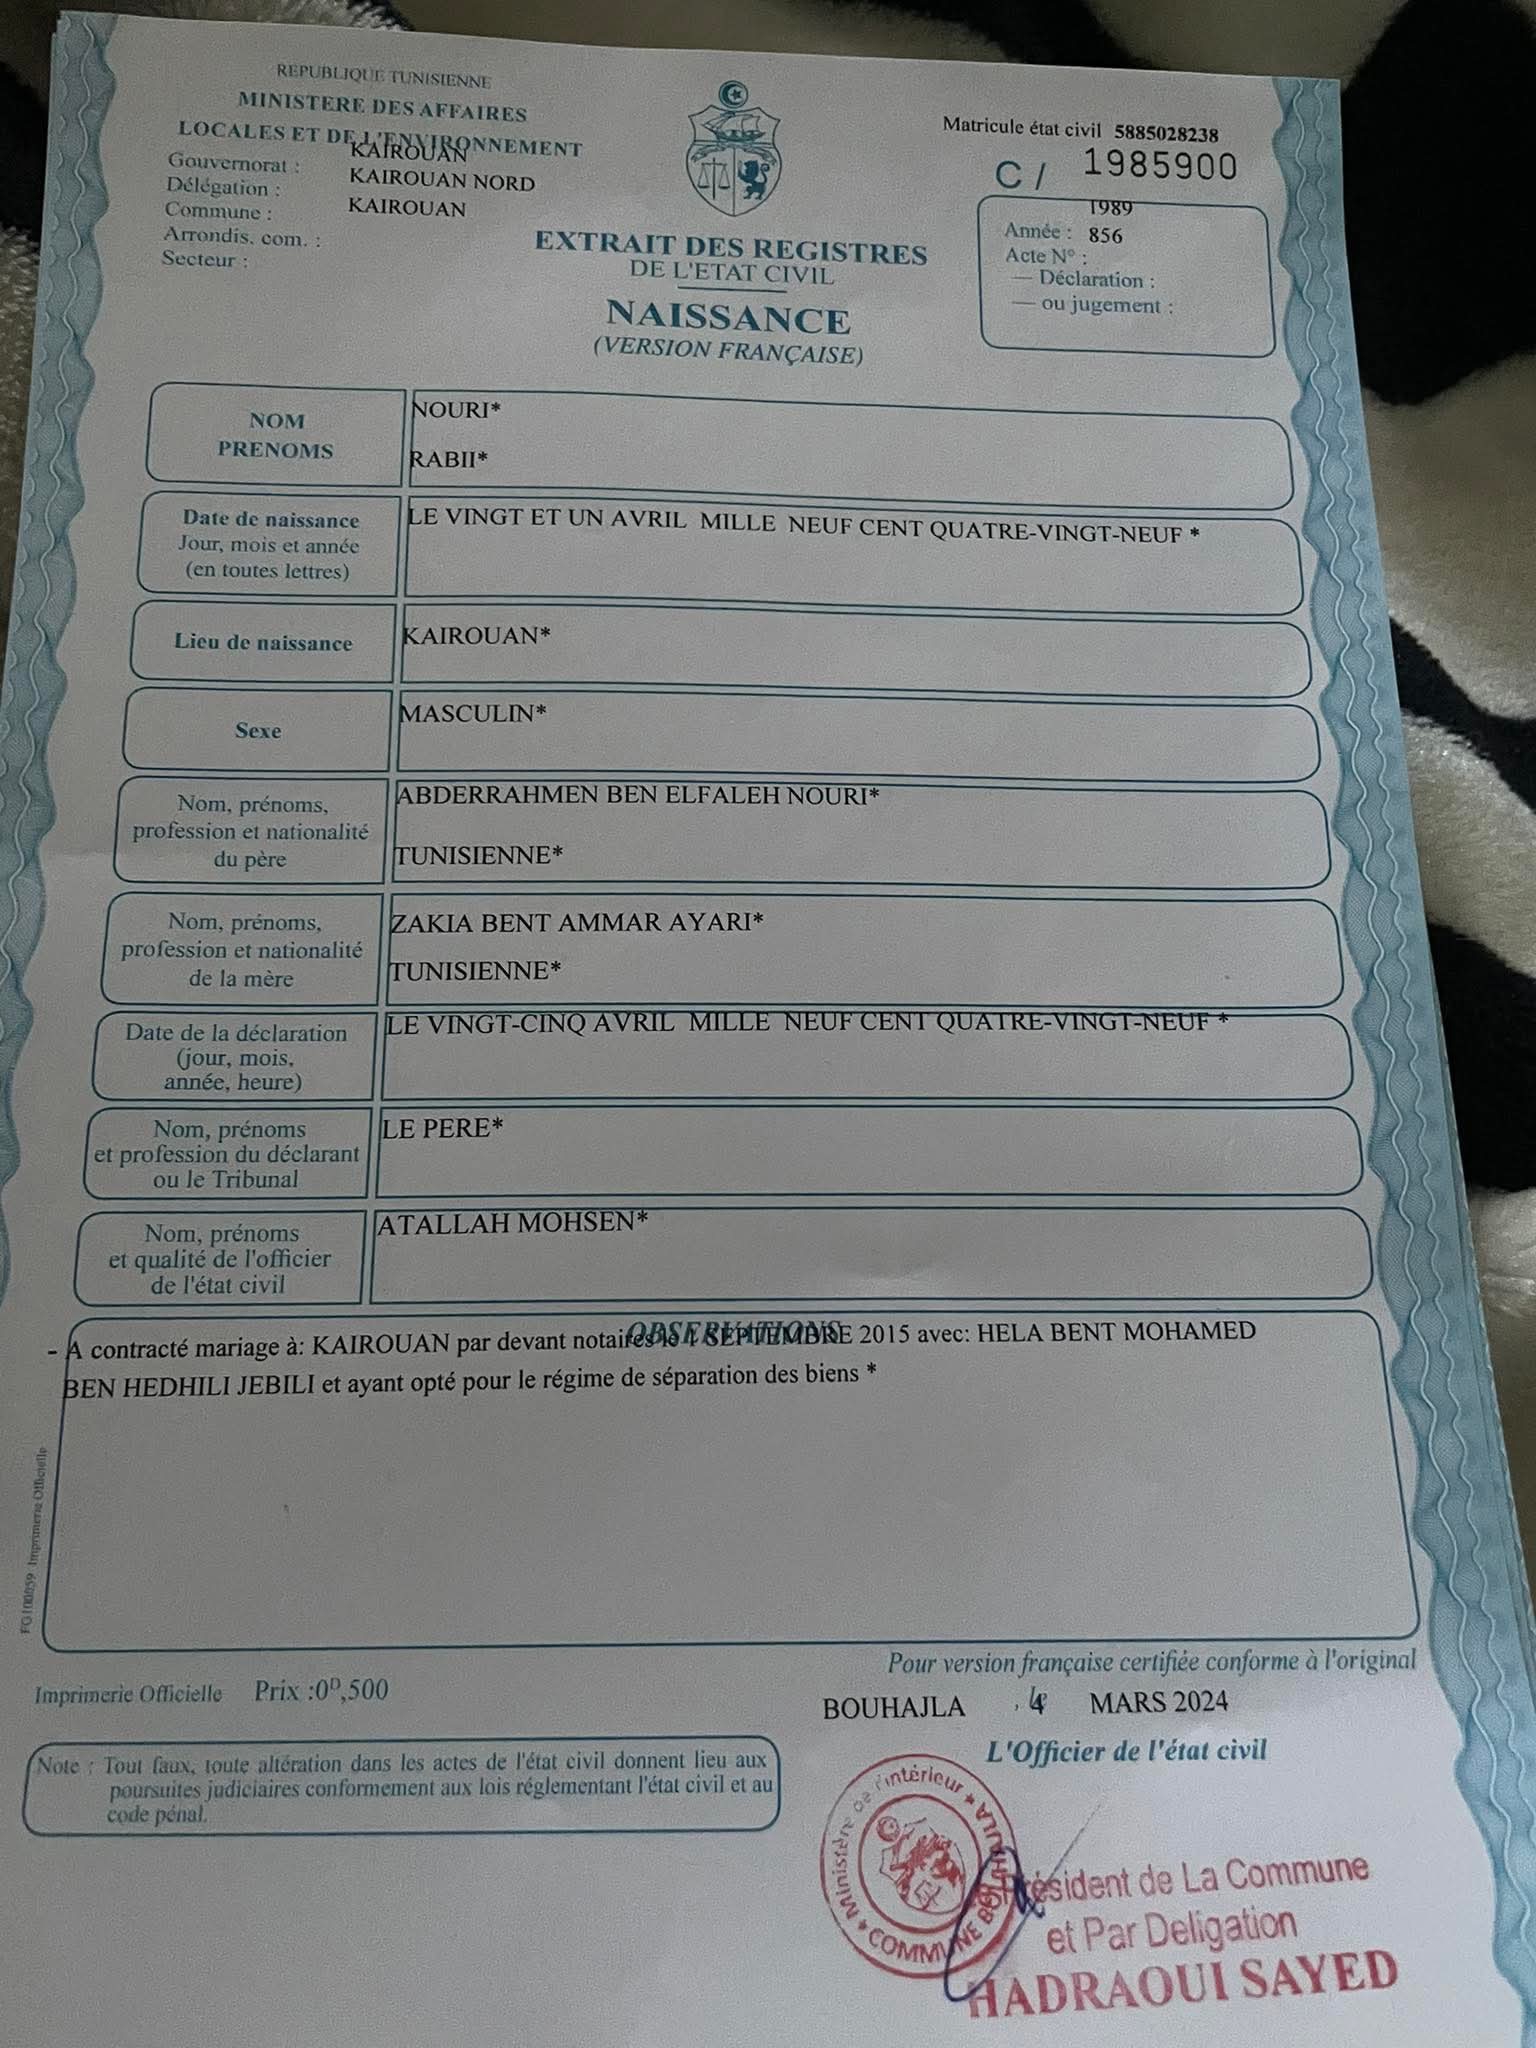 REPUBLIQUE TUNISIENNE
MINISTERE DES AFFAIRES
LOCALES ET DE L'ENVIRONNEMENT
Gouvernorat : KAIROUAN
Délégation : KAIROUAN NORD
Commune : KAIROUAN
Arrondis. com. :
Secteur :
Matricule état civil 5885028238
C / 1985900
1989
Année : 856
Acte N° :
— Déclaration :
— ou jugement :
EXTRAIT DES REGISTRES
DE L'ETAT CIVIL
NAISSANCE
(VERSION FRANÇAISE)
NOM
PRENOMS
NOURI*
RABII*
Date de naissance
Jour, mois et année
(en toutes lettres)
LE VINGT ET UN AVRIL MILLE NEUF CENT QUATRE-VINGT-NEUF *
Lieu de naissance
KAIROUAN*
Sexe
MASCULIN*
Nom, prénoms,
profession et nationalité
du père
ABDERRAHMEN BEN ELFALEH NOURI*
TUNISIENNE*
Nom, prénoms,
profession et nationalité
de la mère
ZAKIA BENT AMMAR AYARI*
TUNISIENNE*
Date de la déclaration
(jour, mois,
année, heure)
LE VINGT-CINQ AVRIL MILLE NEUF CENT QUATRE-VINGT-NEUF *
Nom, prénoms
et profession du déclarant
ou le Tribunal
LE PERE*
Nom, prénoms
et qualité de l'officier
de l'état civil
ATALLAH MOHSEN*
OBSERVATIONS
- A contracté mariage à: KAIROUAN par devant notaires le SEPTEMBRE 2015 avec: HELA BENT MOHAMED
BEN HEDHILI JEBILI et ayant opté pour le régime de séparation des biens *
FG100859 Imprimerie Officielle
Pour version française certifiée conforme à l'original
Imprimerie Officielle Prix :0D,500
BOUHAJLA , MARS 2024
L'Officier de l'état civil
Note : Tout faux, toute altération dans les actes de l'état civil donnent lieu aux
poursuites judiciaires conformement aux lois réglementant l'état civil et au
code pénal.
Ministère de l'intérieur
COMMUNE
Président de La Commune
et Par Deligation
HADRAOUI SAYED